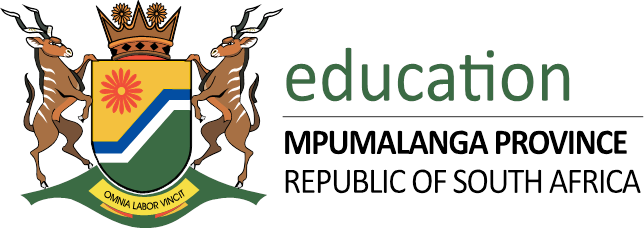 education
MPUMALANGA PROVINCE
REPUBLIC OF SOUTH AFRICA
OMNIA LABOR VINCIT